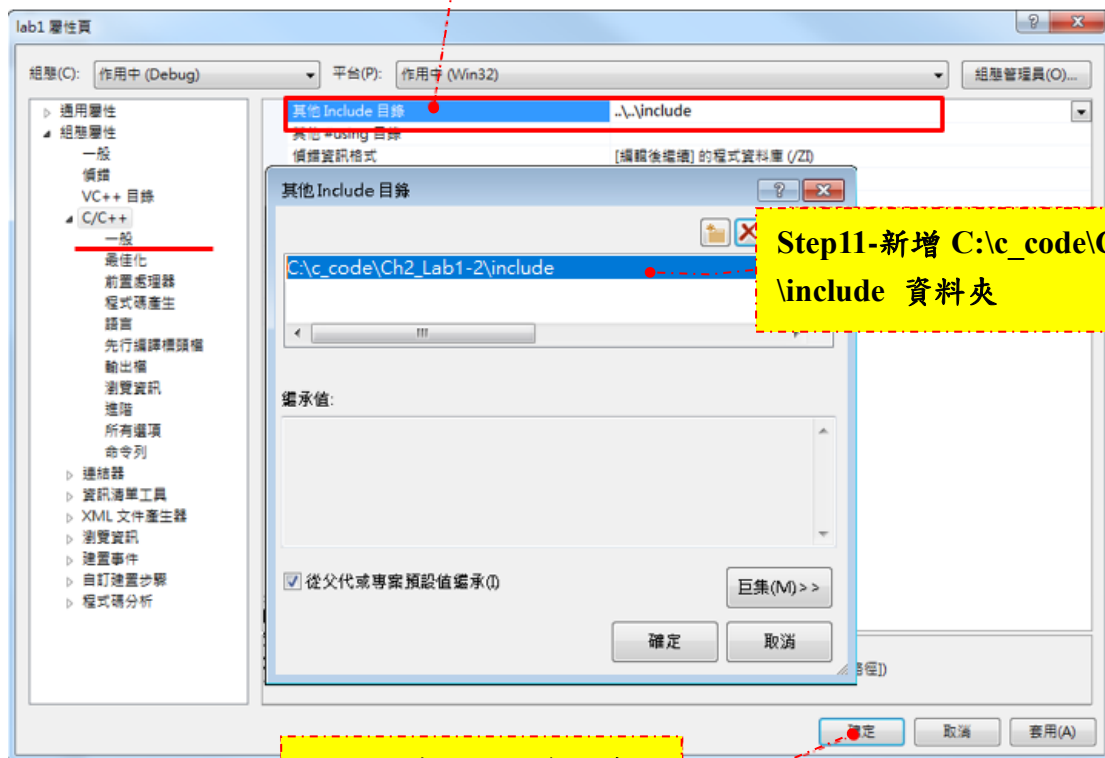 lab1 屬性頁
組態(C): 作用中 (Debug) 平台(P): 作用中 (Win32) 組態管理員(O)...
通用屬性
組態屬性
一般
偵錯
VC++ 目錄
C/C++
一般
最佳化
前置處理器
程式碼產生
語言
先行編譯標頭檔
輸出檔
瀏覽資訊
進階
所有選項
命令列
連結器
資訊清單工具
XML 文件產生器
瀏覽資訊
建置事件
自訂建置步驟
程式碼分析
其他 Include 目錄 ..\..\include
其他 #using 目錄
偵錯資訊格式 [編輯後繼續] 的程式資料庫 (/ZI)
其他 Include 目錄
C:\c_code\Ch2_Lab1-2\include
Step11-新增 C:\c_code\C
\include 資料夾
繼承值:
從父代或專案預設值繼承(I)
巨集(M)>>
確定 取消
路徑])
確定 取消 套用(A)